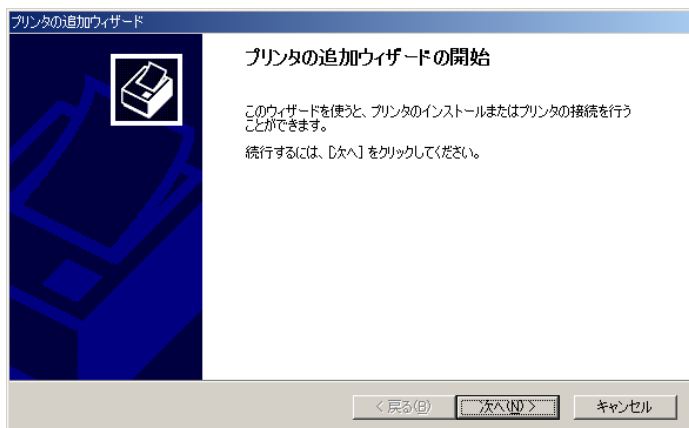 プリンタの追加ウィザード
プリンタの追加ウィザードの開始
このウィザードを使うと、プリンタのインストールまたはプリンタの接続を行う
ことができます。
続行するには、[次へ] をクリックしてください。
< 戻る(B)
次へ(N) >
キャンセル